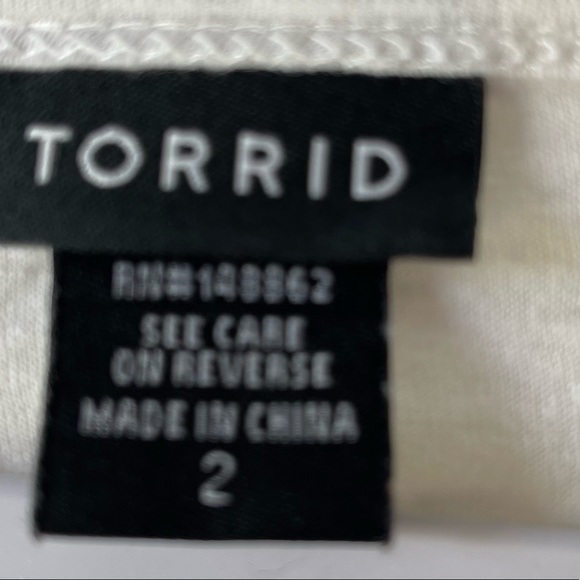 TORRID
SEE CARE
ON REVERSE
MADE IN CHINA
2